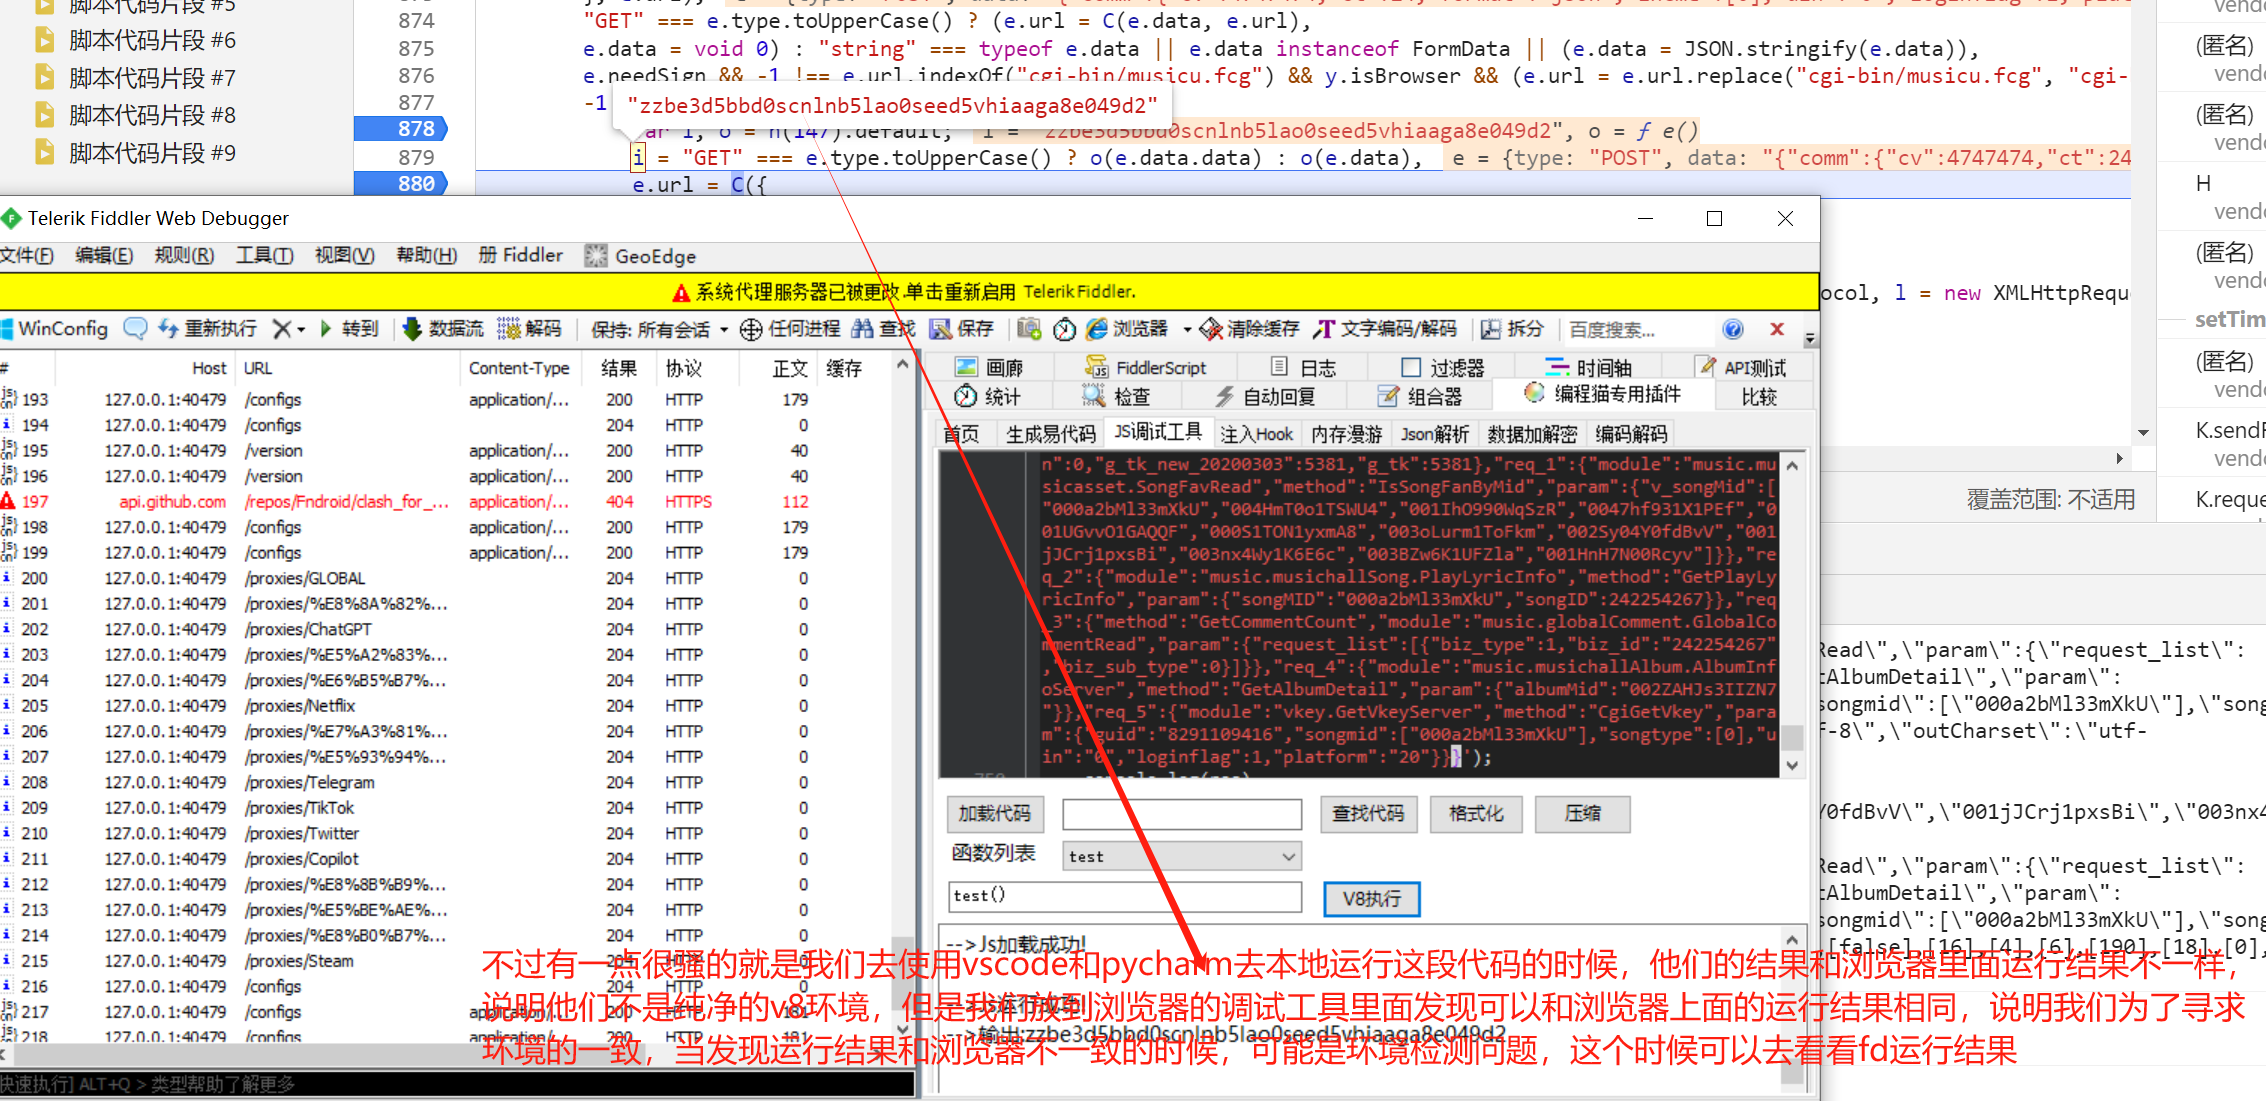 脚本代码片段 #5
脚本代码片段 #6
脚本代码片段 #7
脚本代码片段 #8
脚本代码片段 #9
874 "GET" === e.type.toUpperCase() ? (e.url = C(e.data, e.url),
875 e.data = void 0) : "string" === typeof e.data || e.data instanceof FormData || (e.data = JSON.stringify(e.data)),
876 e.needSign && -1 !== e.url.indexOf("cgi-bin/musicu.fcg") && y.isBrowser && (e.url = e.url.replace("cgi-bin/musicu.fcg", "cgi-
877 -1
"zzbe3d5bbd0scnlnb5lao0seed5vhiaaga8e049d2"
878 var i, o = n(147).default; i = "zzbe3d5bbd0scnlnb5lao0seed5vhiaaga8e049d2", o = ƒ e()
879 i = "GET" === e.type.toUpperCase() ? o(e.data.data) : o(e.data), e = {type: "POST", data: "{"comm":{"cv":4747474,"ct":24
880 e.url = C({
ocol, l = new XMLHttpRequ
覆盖范围: 不适用
(匿名)
vend
(匿名)
vend
H
vend
(匿名)
vend
setTim
(匿名)
vend
K.sendF
vend
K.reque
Telerik Fiddler Web Debugger
文件(F) 编辑(E) 规则(R) 工具(T) 视图(V) 帮助(H) 册 Fiddler GeoEdge
系统代理服务器已被更改.单击重新启用 Telerik Fiddler.
WinConfig 重新执行 转到 数据流 解码 保持: 所有会话 任何进程 查找 保存 浏览器 清除缓存 文字编码/解码 拆分 百度搜索...
# Host URL Content-Type 结果 协议 正文 缓存
193 127.0.0.1:40479 /configs application/... 200 HTTP 179
194 127.0.0.1:40479 /configs 204 HTTP 0
195 127.0.0.1:40479 /version application/... 200 HTTP 40
196 127.0.0.1:40479 /version application/... 200 HTTP 40
197 api.github.com /repos/Fndroid/clash_for_... application/... 404 HTTPS 112
198 127.0.0.1:40479 /configs application/... 200 HTTP 179
199 127.0.0.1:40479 /configs application/... 200 HTTP 179
200 127.0.0.1:40479 /proxies/GLOBAL 204 HTTP 0
201 127.0.0.1:40479 /proxies/%E8%8A%82%... 204 HTTP 0
202 127.0.0.1:40479 /proxies/ChatGPT 204 HTTP 0
203 127.0.0.1:40479 /proxies/%E5%A2%83%... 204 HTTP 0
204 127.0.0.1:40479 /proxies/%E6%B5%B7%... 204 HTTP 0
205 127.0.0.1:40479 /proxies/Netflix 204 HTTP 0
206 127.0.0.1:40479 /proxies/%E7%A3%81%... 204 HTTP 0
207 127.0.0.1:40479 /proxies/%E5%93%94%... 204 HTTP 0
208 127.0.0.1:40479 /proxies/Telegram 204 HTTP 0
209 127.0.0.1:40479 /proxies/TikTok 204 HTTP 0
210 127.0.0.1:40479 /proxies/Twitter 204 HTTP 0
211 127.0.0.1:40479 /proxies/Copilot 204 HTTP 0
212 127.0.0.1:40479 /proxies/%E8%8B%B9%... 204 HTTP 0
213 127.0.0.1:40479 /proxies/%E5%BE%AE%... 204 HTTP 0
214 127.0.0.1:40479 /proxies/%E8%B0%B7%... 204 HTTP 0
215 127.0.0.1:40479 /proxies/Steam 204 HTTP 0
216 127.0.0.1:40479 /configs 204 HTTP 0
217 127.0.0.1:40479 /configs application/... 200 HTTP 181
218 127.0.0.1:40479 /configs application/... 200 HTTP 181
快速执行] ALT+Q > 类型帮助了解更多
画廊 FiddlerScript 日志 过滤器 时间轴 API测试
统计 检查 自动回复 组合器 编程猫专用插件 比较
首页 生成易代码 JS调试工具 注入Hook 内存漫游 Json解析 数据加解密 编码解码
n":0,"g_tk_new_20200303":5381,"g_tk":5381},"req_1":{"module":"music.mu
sicasset.SongFavRead","method":"IsSongFanByMid","param":{"v_songMid":[
"000a2bMl33mXkU","004HmT0o1TSWU4","001IhO990WqSzR","0047hf931X1PEf","0
01UGvvO1GAQQF","000S1TON1yxmA8","003oLurm1ToFkm","002Sy04Y0fdBvV","001
jJCrj1pxsBi","003nx4Wy1K6E6c","003BZw6K1UFZla","001HnH7N00Rcyv"]}},"re
q_2":{"module":"music.musichallSong.PlayLyricInfo","method":"GetPlayLy
ricInfo","param":{"songMID":"000a2bMl33mXkU","songID":242254267}},"req
_3":{"method":"GetCommentCount","module":"music.globalComment.GlobalCo
mmentRead","param":{"request_list":[{"biz_type":1,"biz_id":"242254267"
,"biz_sub_type":0}]}},"req_4":{"module":"music.musichallAlbum.AlbumInf
oServer","method":"GetAlbumDetail","param":{"albumMid":"002ZAHJs3IIZN7
"}},"req_5":{"module":"vkey.GetVkeyServer","method":"CgiGetVkey","para
m":{"guid":"8291109416","songmid":["000a2bMl33mXkU"],"songtype":[0],"u
in":"0","loginflag":1,"platform":"20"}}}');
加载代码 查找代码 格式化 压缩
函数列表 test
test() V8执行
-->Js加载成功!
-->Js运行成功!
-->输出:zzbe3d5bbd0scnlnb5lao0seed5vhiaaga8e049d2
Read\",\"param\":{\"request_list\":
tAlbumDetail\",\"param\":
songmid\":[\"000a2bMl33mXkU\"],\"song
f-8\",\"outCharset\":\"utf-
Y0fdBvV\",\"001jJCrj1pxsBi\",\"003nx4
Read\",\"param\":{\"request_list\":
tAlbumDetail\",\"param\":
songmid\":[\"000a2bMl33mXkU\"],\"song
[false],[16],[4],[6],[190],[18],[0],
不过有一点很骚的就是我们去使用vscode和pycharm去本地运行这段代码的时候，他们的结果和浏览器里面运行结果不一样，
说明他们不是纯净的v8环境，但是我们放到浏览器的调试工具里面发现可以和浏览器上面的运行结果相同，说明我们为了寻求
环境的一致，当发现运行结果和浏览器不一致的时候，可能是环境检测问题，这个时候可以去看看fd运行结果